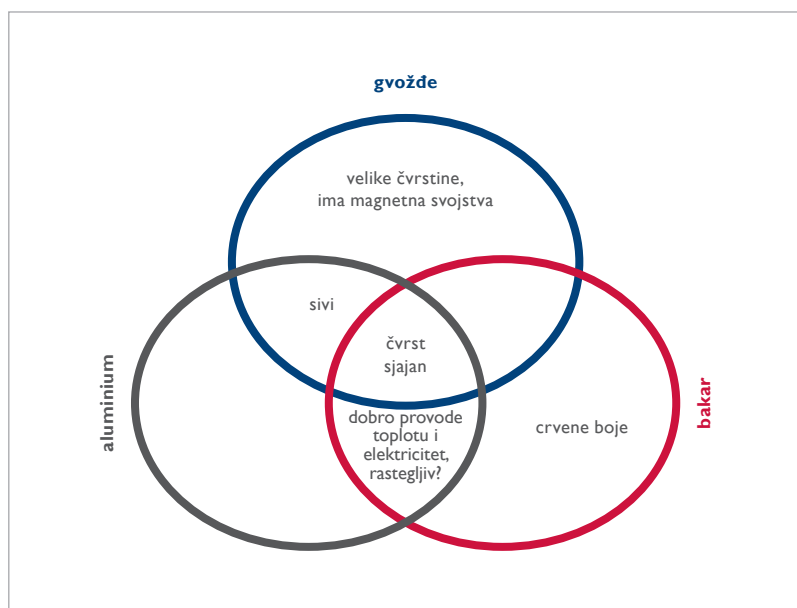 gvožđe
velike čvrstine,
ima magnetna svojstva
sivi
čvrst
sjajan
aluminium
dobro provode
toplotu i
elektricitet,
rastegljiv?
crvene boje
bakar